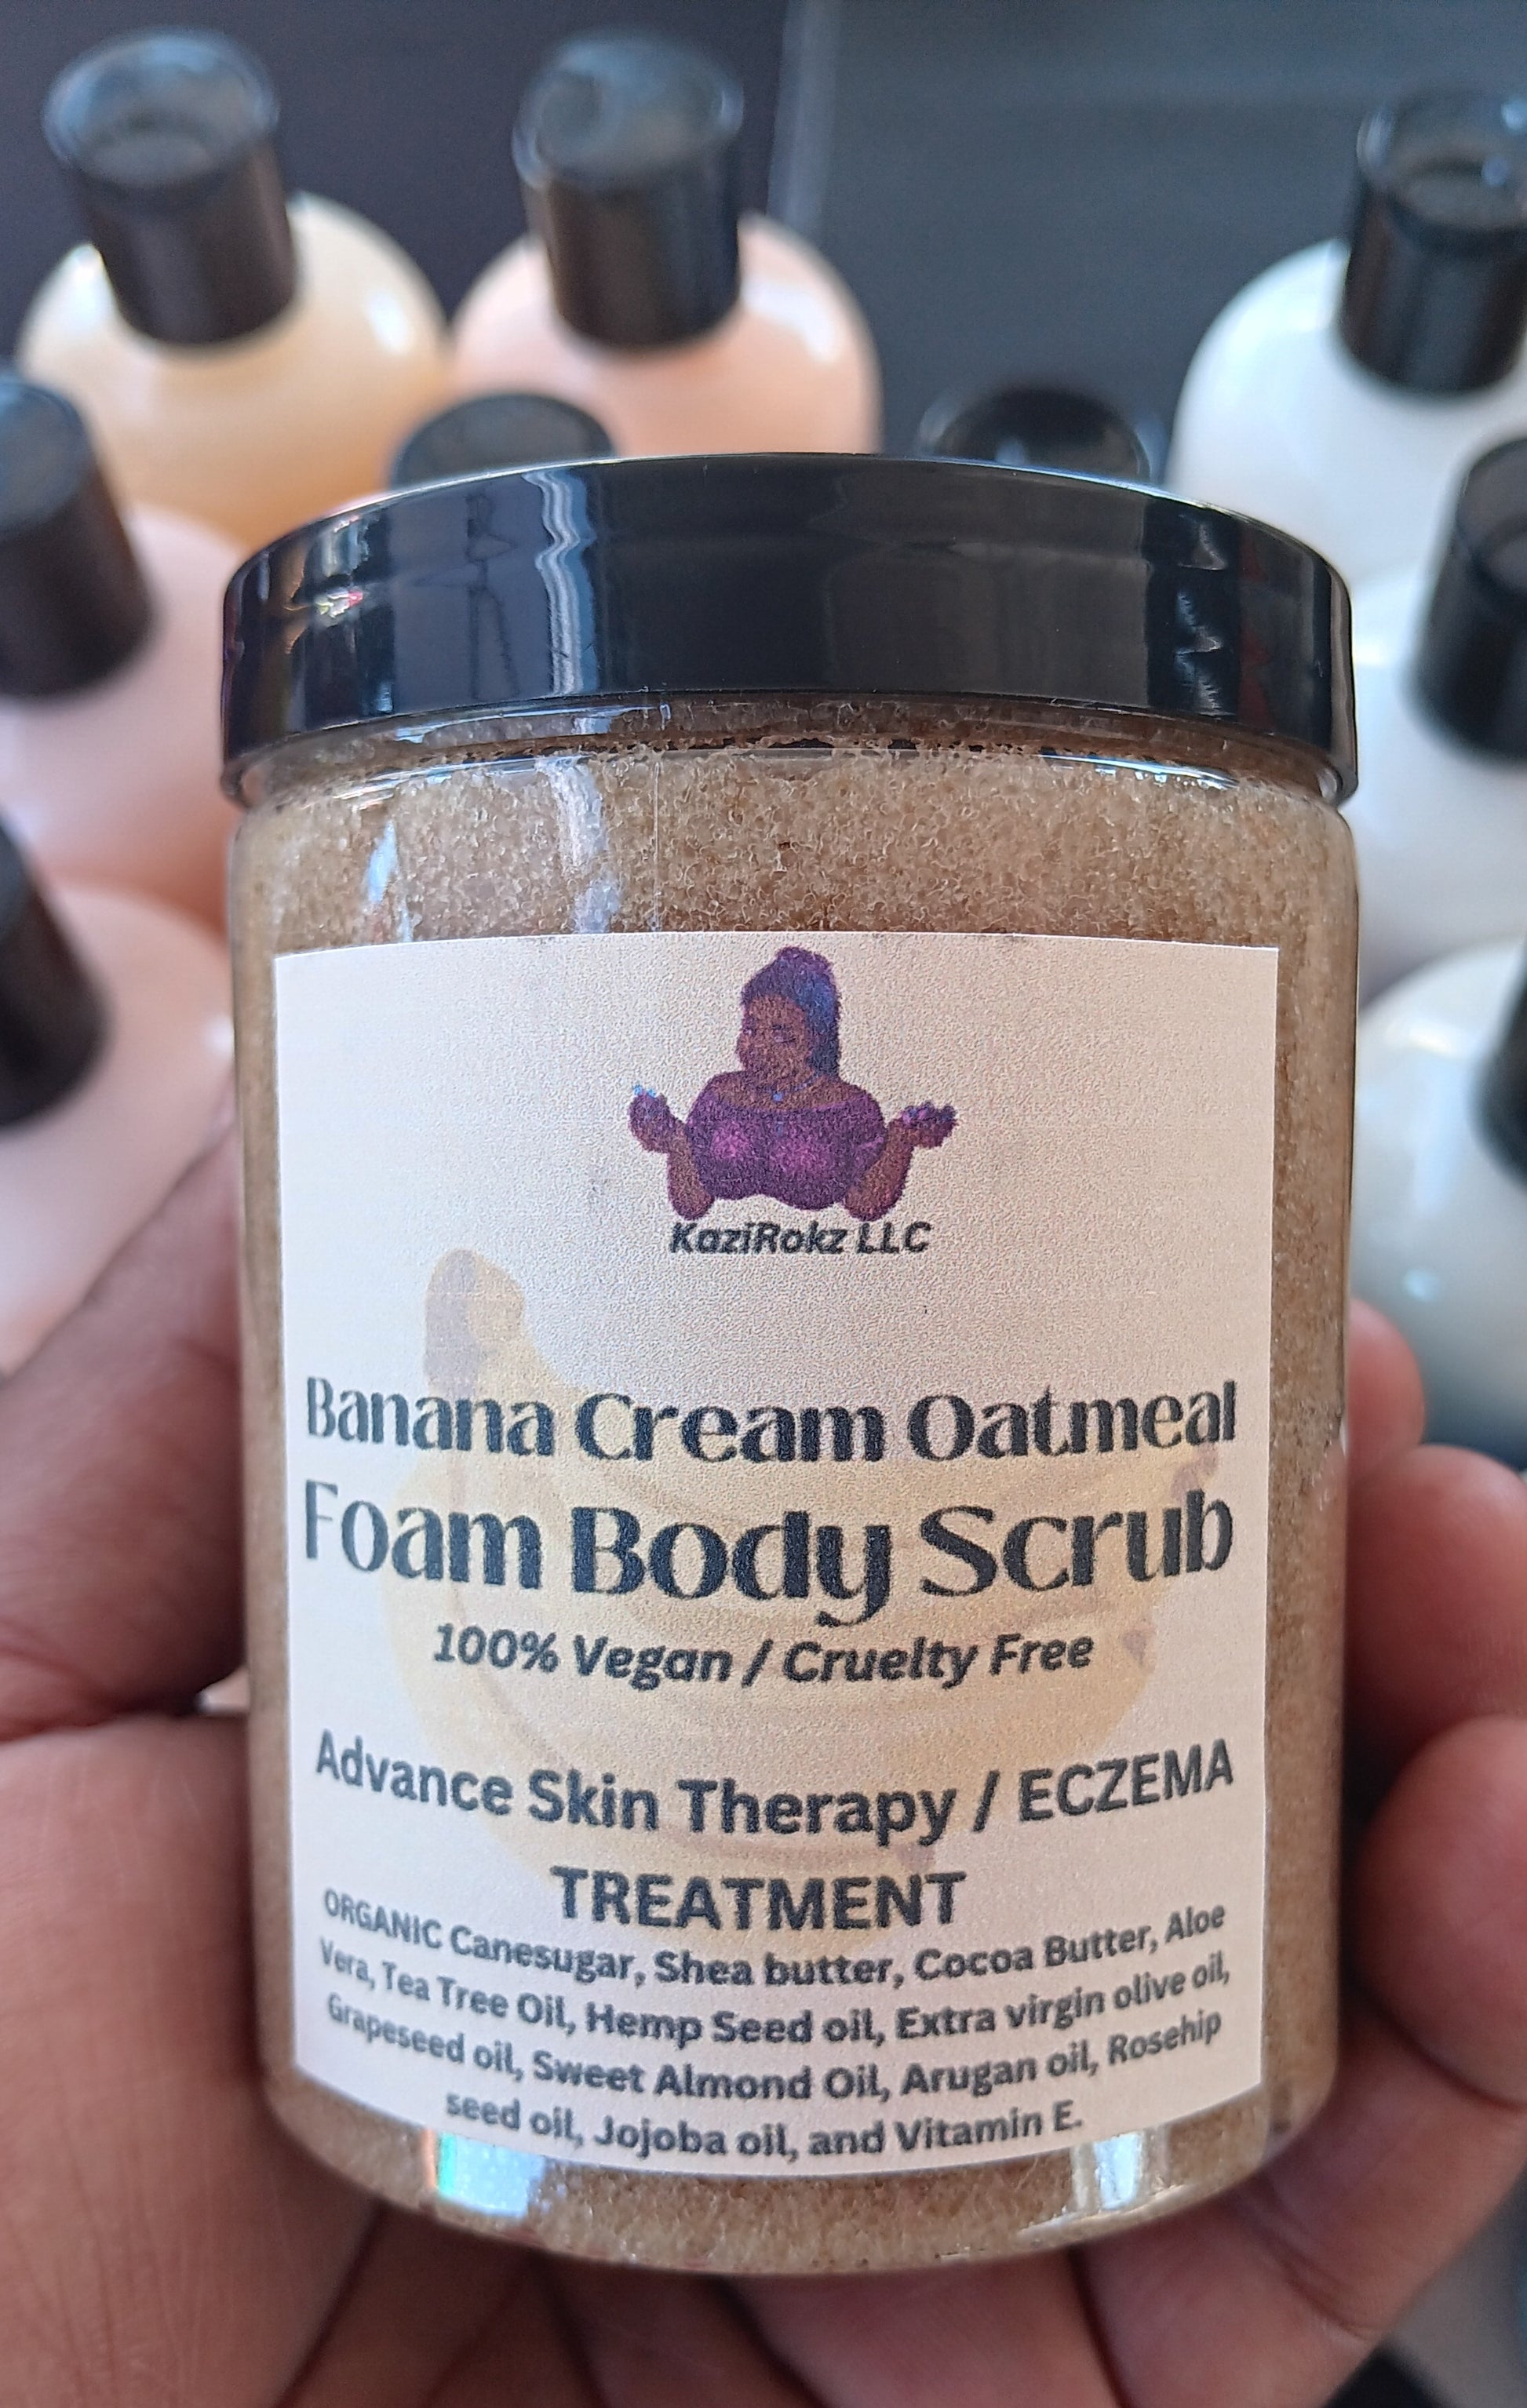 KaziRokz LLC
Banana Cream Oatmeal
Foam Body Scrub
100% Vegan / Cruelty Free
Advance Skin Therapy / ECZEMA
TREATMENT
ORGANIC Canesugar, Shea butter, Cocoa Butter, Aloe
Vera, Tea Tree Oil, Hemp Seed oil, Extra virgin olive oil,
Grapeseed oil, Sweet Almond Oil, Arugan oil, Rosehip
seed oil, Jojoba oil, and Vitamin E.